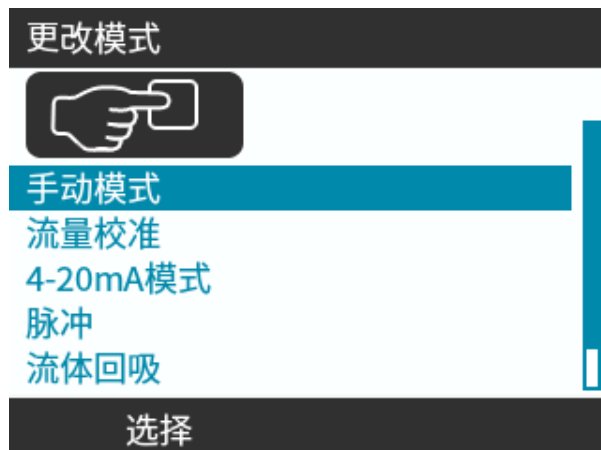 更改模式
手动模式
流量校准
4-20mA模式
脉冲
流体回吸
选择